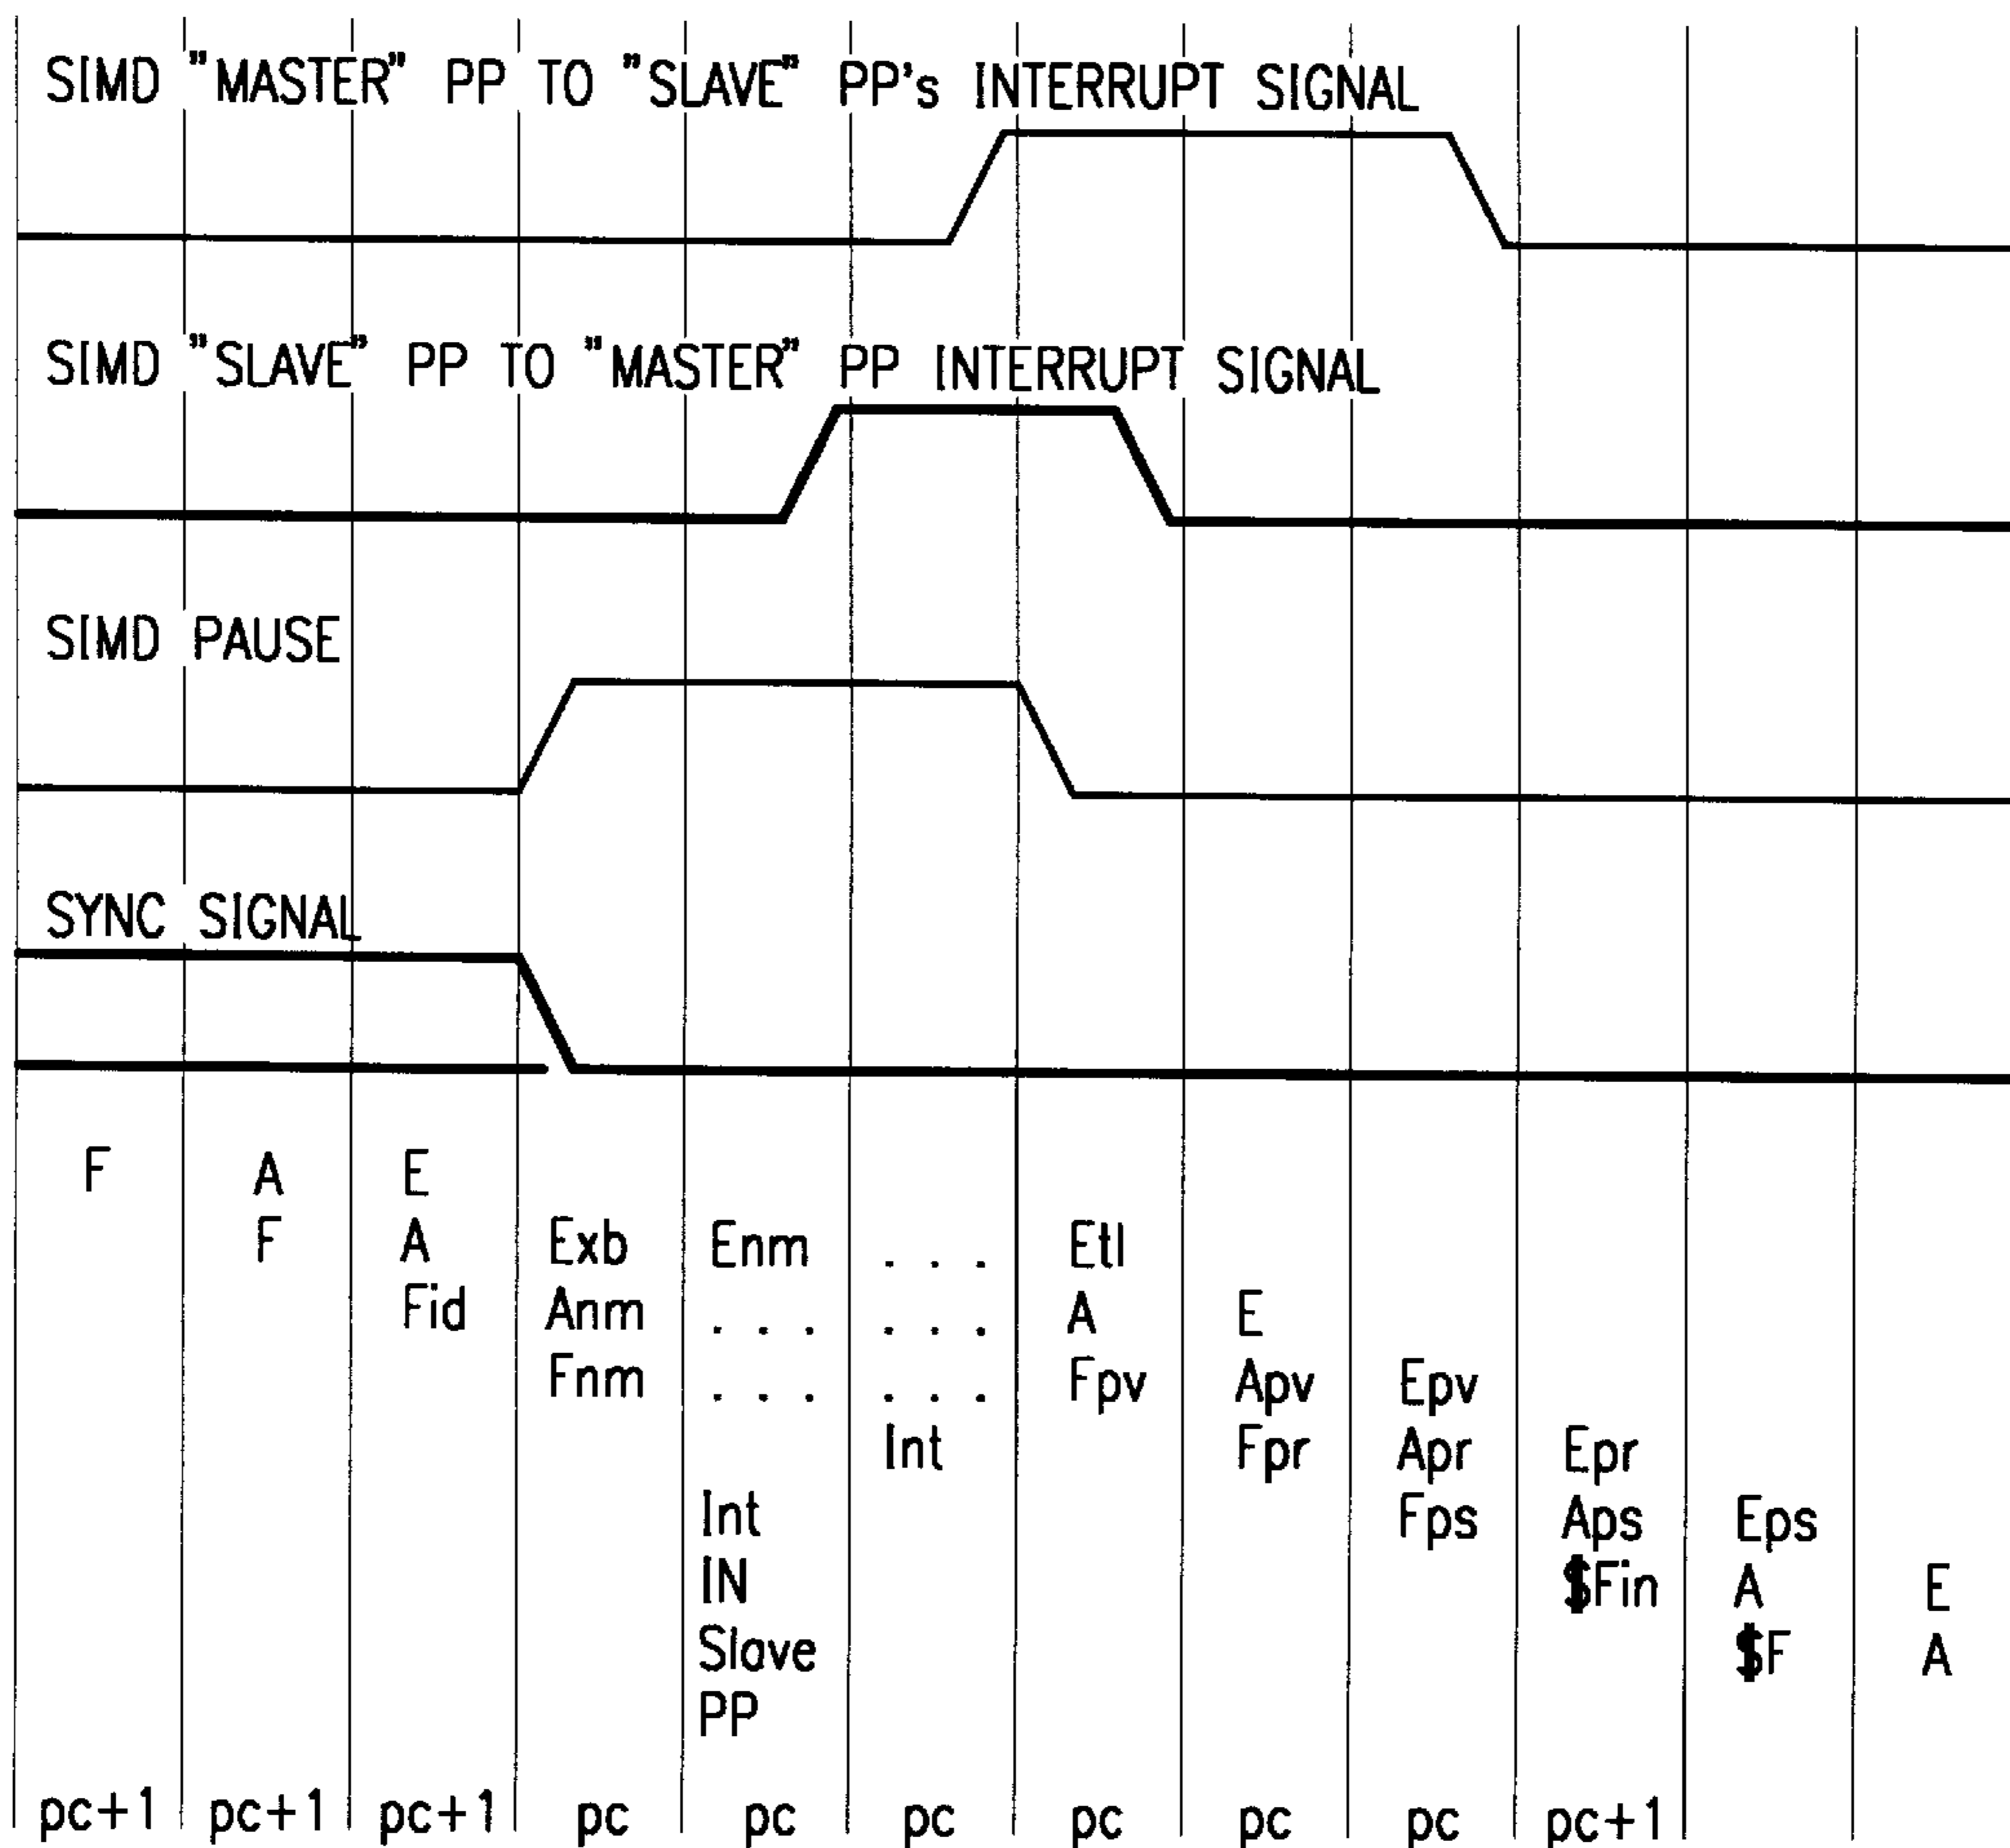 SIMD "MASTER" PP TO "SLAVE" PP's INTERRUPT SIGNAL
SIMD "SLAVE" PP TO "MASTER" PP INTERRUPT SIGNAL
SIMD PAUSE
SYNC SIGNAL
F A E
F A Exb Enm . . . Etl
Fid Anm . . . . . . A E
Fnm . . . . . . Fpv Apv Epv
Int Fpr Apr Epr
Int Fps Aps Eps
IN $Fin A E
Slave $F A
PP
pc+1 pc+1 pc+1 pc pc pc pc pc pc pc+1